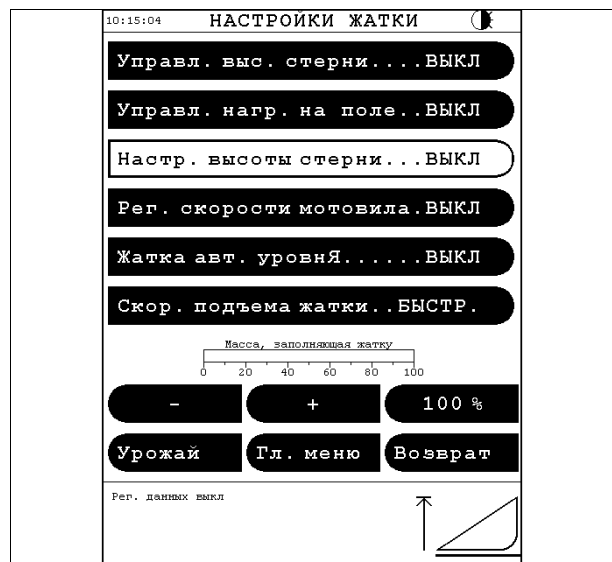 10:15:04 НАСТРОЙКИ ЖАТКИ
Управл. выс. стерни....ВЫКЛ
Управл. нагр. на поле..ВЫКЛ
Настр. высоты стерни...ВЫКЛ
Рег. скорости мотовила.ВЫКЛ
Жатка авт. уровнЯ......ВЫКЛ
Скор. подъема жатки..БЫСТР.
Масса, заполняющая жатку
0 20 40 60 80 100
- + 100 %
Урожай Гл. меню Возврат
Рег. данных выкл